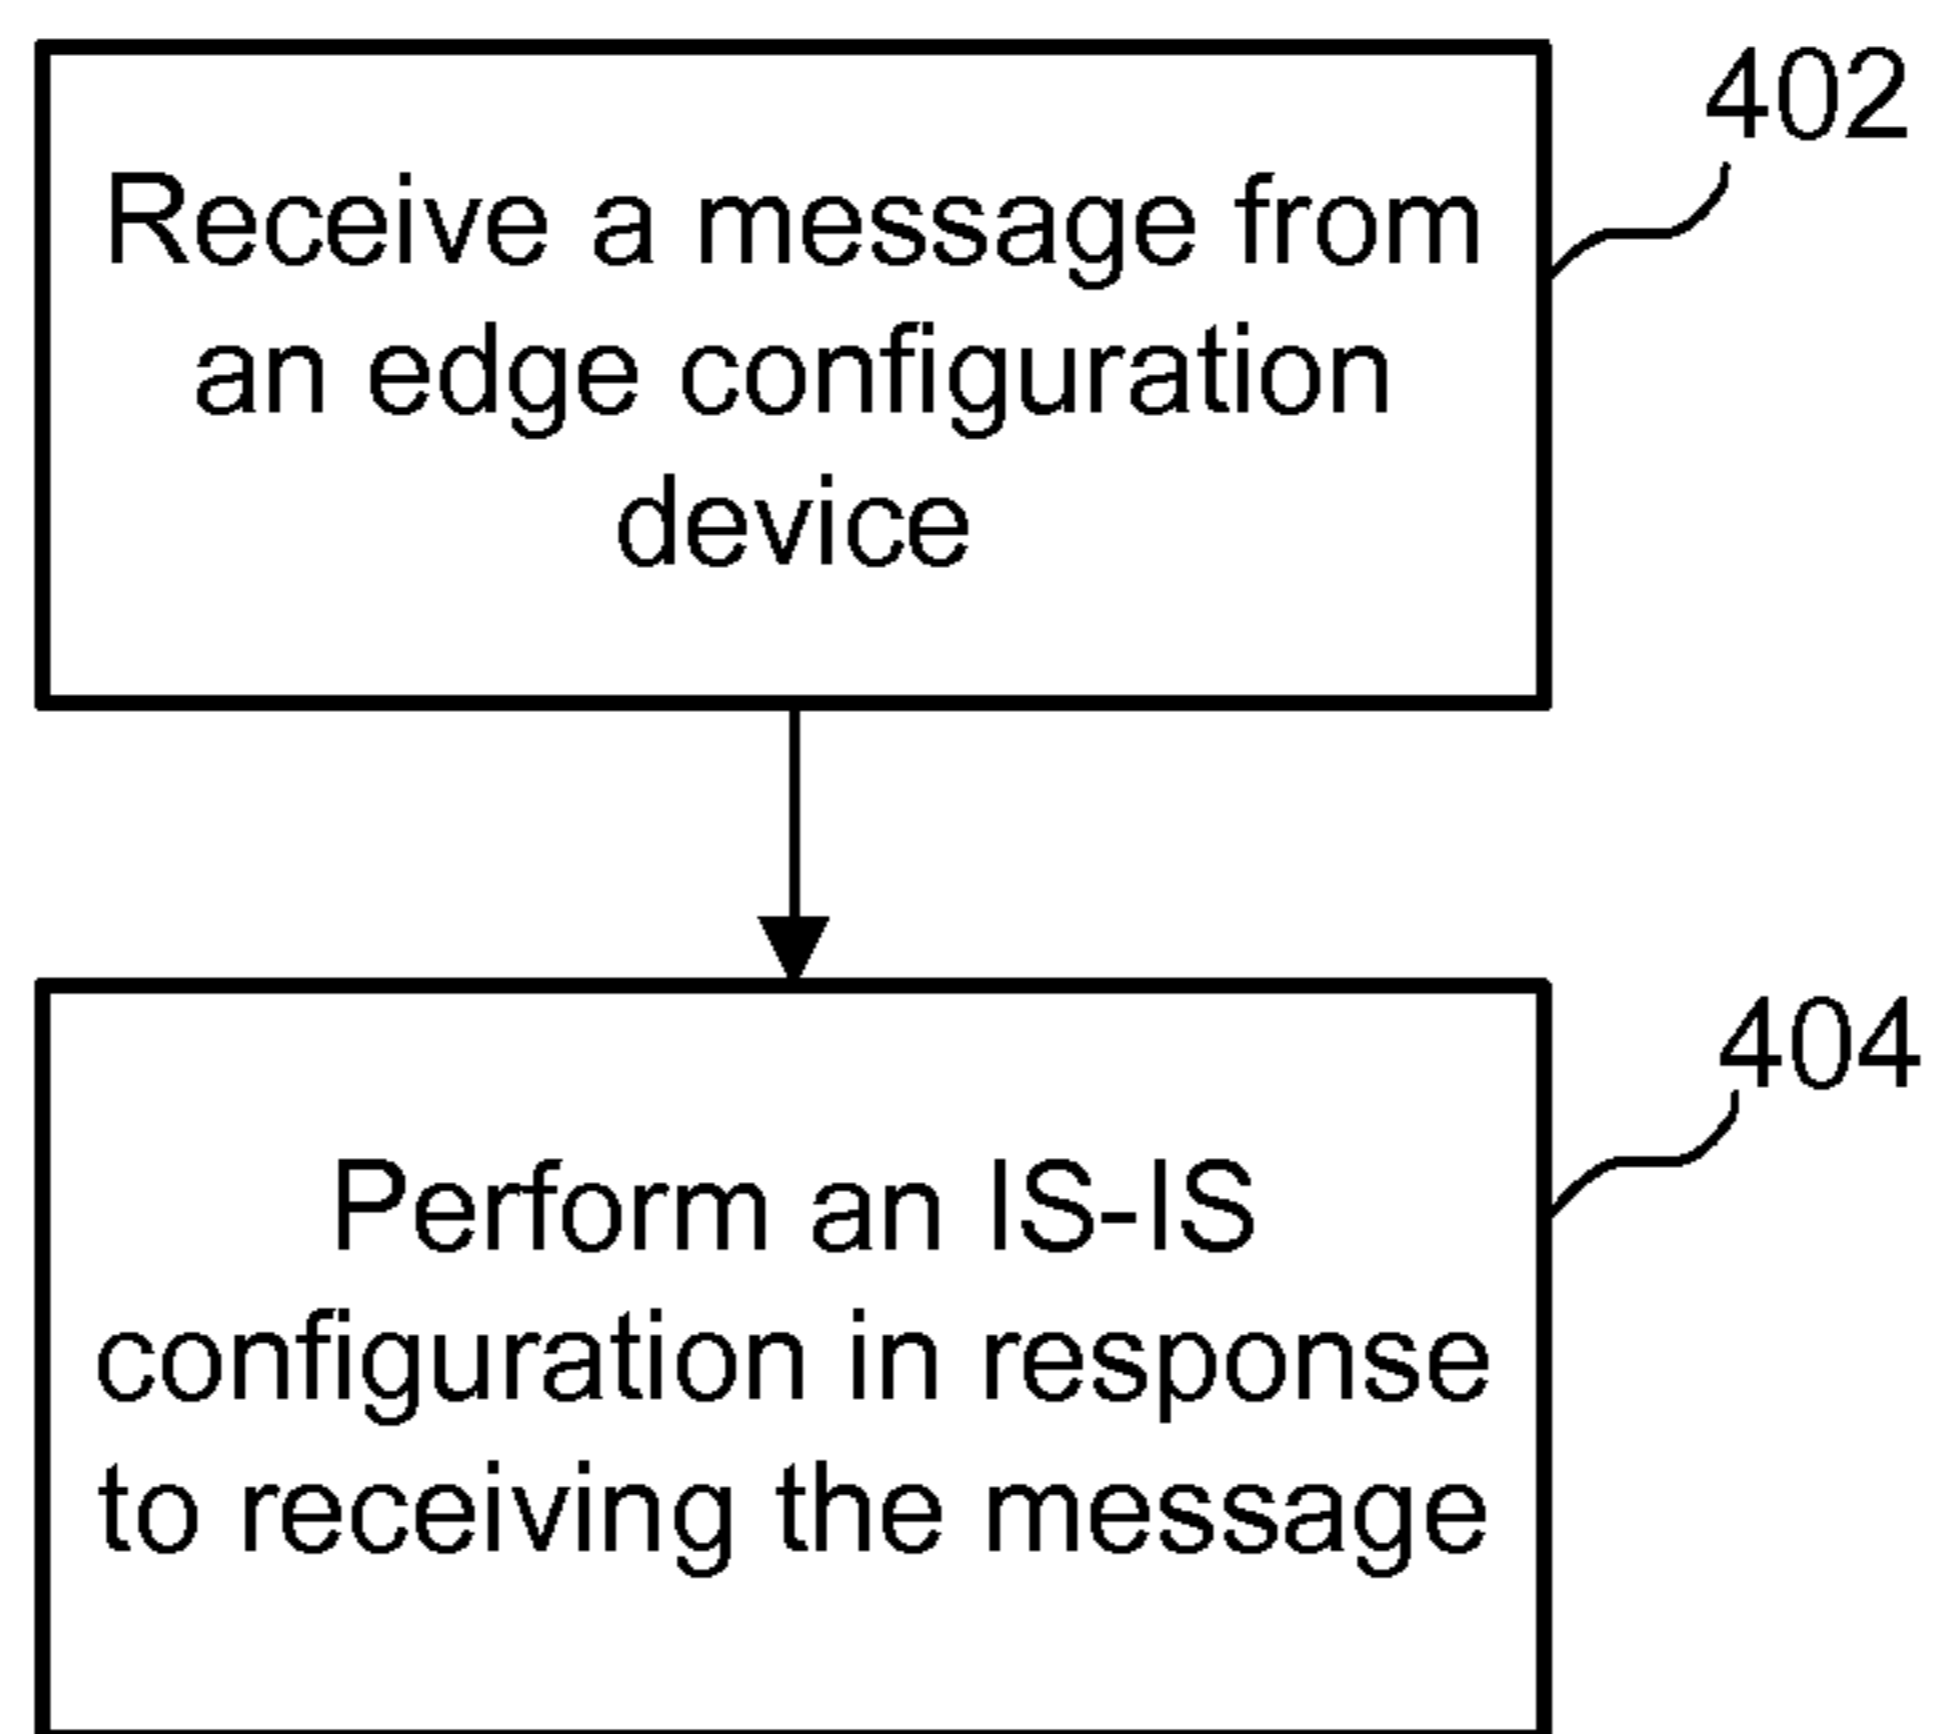 402
Receive a message from
an edge configuration
device
404
Perform an IS-IS
configuration in response
to receiving the message